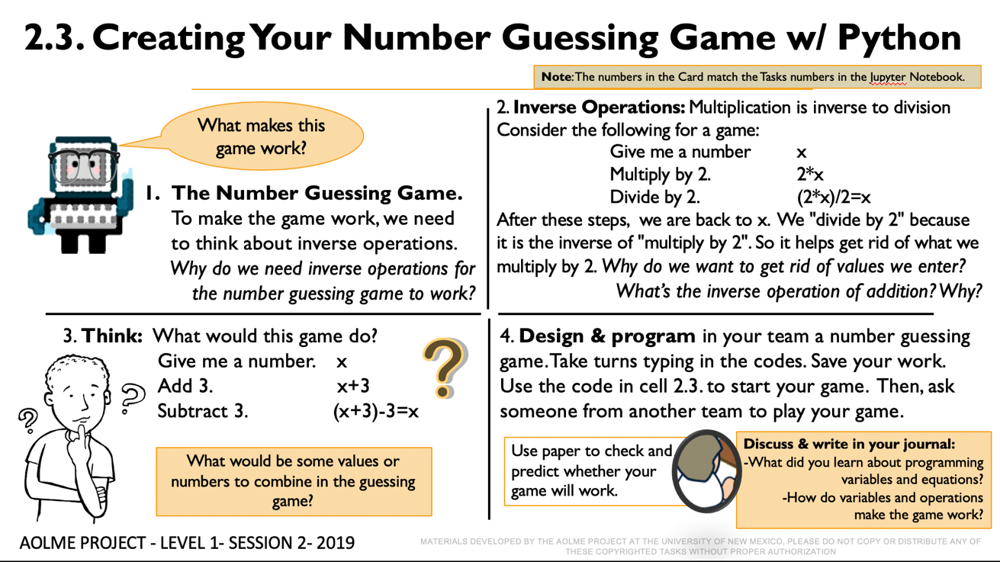 2.3. Creating Your Number Guessing Game w/ Python
Note: The numbers in the Card match the Tasks numbers in the Jupyter Notebook.
What makes this
game work?
1. The Number Guessing Game.
To make the game work, we need
to think about inverse operations.
Why do we need inverse operations for
the number guessing game to work?
2. Inverse Operations: Multiplication is inverse to division
Consider the following for a game:
Give me a number x
Multiply by 2. 2*x
Divide by 2. (2*x)/2=x
After these steps, we are back to x. We "divide by 2" because
it is the inverse of "multiply by 2". So it helps get rid of what we
multiply by 2. Why do we want to get rid of values we enter?
What's the inverse operation of addition? Why?
3. Think: What would this game do?
Give me a number. x
Add 3. x+3
Subtract 3. (x+3)-3=x
?
?
?
What would be some values or
numbers to combine in the guessing
game?
4. Design & program in your team a number guessing
game. Take turns typing in the codes. Save your work.
Use the code in cell 2.3. to start your game. Then, ask
someone from another team to play your game.
Use paper to check and
predict whether your
game will work.
Discuss & write in your journal:
-What did you learn about programming
variables and equations?
-How do variables and operations
make the game work?
AOLME PROJECT - LEVEL 1- SESSION 2- 2019
MATERIALS DEVELOPED BY THE AOLME PROJECT AT THE UNIVERSITY OF NEW MEXICO, PLEASE DO NOT COPY OR DISTRIBUTE ANY OF
THESE COPYRIGHTED TASKS WITHOUT PROPER AUTHORIZATION